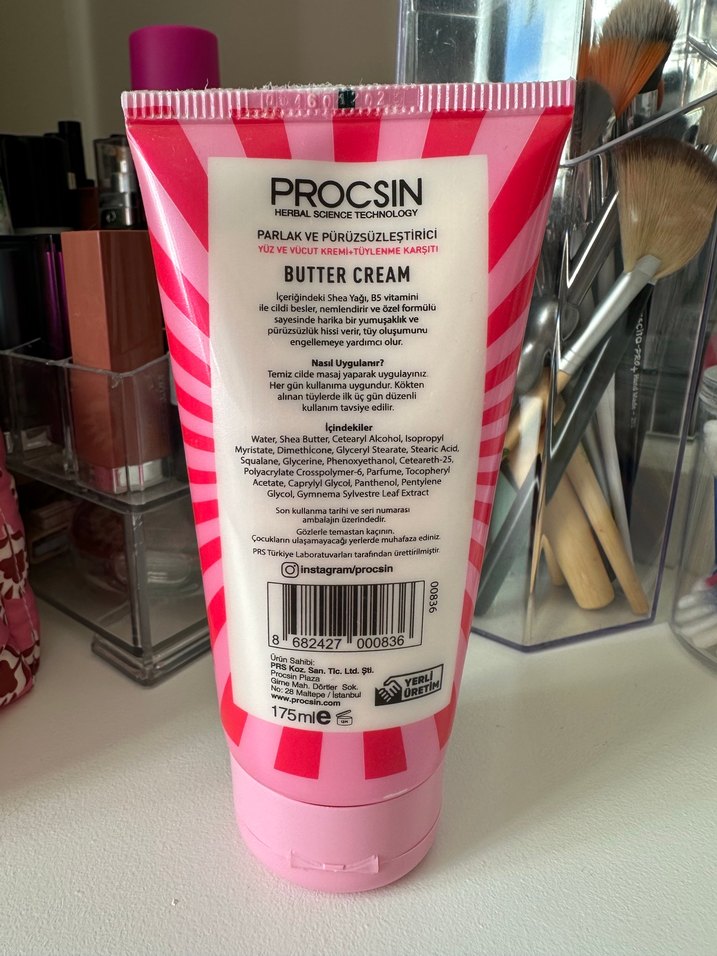 PROCSIN
HERBAL SCIENCE TECHNOLOGY
PARLAK VE PÜRÜZSÜZLEŞTİRİCİ
YÜZ VE VÜCUT KREMİ+TÜYLENME KARŞITI
BUTTER CREAM
İçeriğindeki Shea Yağı, B5 vitamini
ile cildi besler, nemlendirir ve özel formülü
sayesinde harika bir yumuşaklık ve
pürüzsüzlük hissi verir, tüy oluşumunu
engellemeye yardımcı olur.
Nasıl Uygulanır?
Temiz cilde masaj yaparak uygulayınız.
Her gün kullanıma uygundur. Kökten
alınan tüylerde ilk üç gün düzenli
kullanım tavsiye edilir.
İçindekiler
Water, Shea Butter, Cetearyl Alcohol, Isopropyl
Myristate, Dimethicone, Glyceryl Stearate, Stearic Acid,
Squalane, Glycerine, Phenoxyethanol, Ceteareth-25,
Polyacrylate Crosspolymer-6, Parfume, Tocopheryl
Acetate, Caprylyl Glycol, Panthenol, Pentylene
Glycol, Gymnema Sylvestre Leaf Extract
Son kullanma tarihi ve seri numarası
ambalajın üzerindedir.
Gözlerle temastan kaçının.
Çocukların ulaşamayacağı yerlerde muhafaza ediniz.
PRS Türkiye Laboratuvarları tarafından ürettirilmiştir.
instagram/procsin
00836
8 682427 000836
Ürün Sahibi:
PRS Koz. San. Tic. Ltd. Şti.
Procsin Plaza
Girne Mah. Dörtler Sok.
No: 28 Maltepe / İstanbul
www.procsin.com
YERLİ
ÜRETİM
175ml e